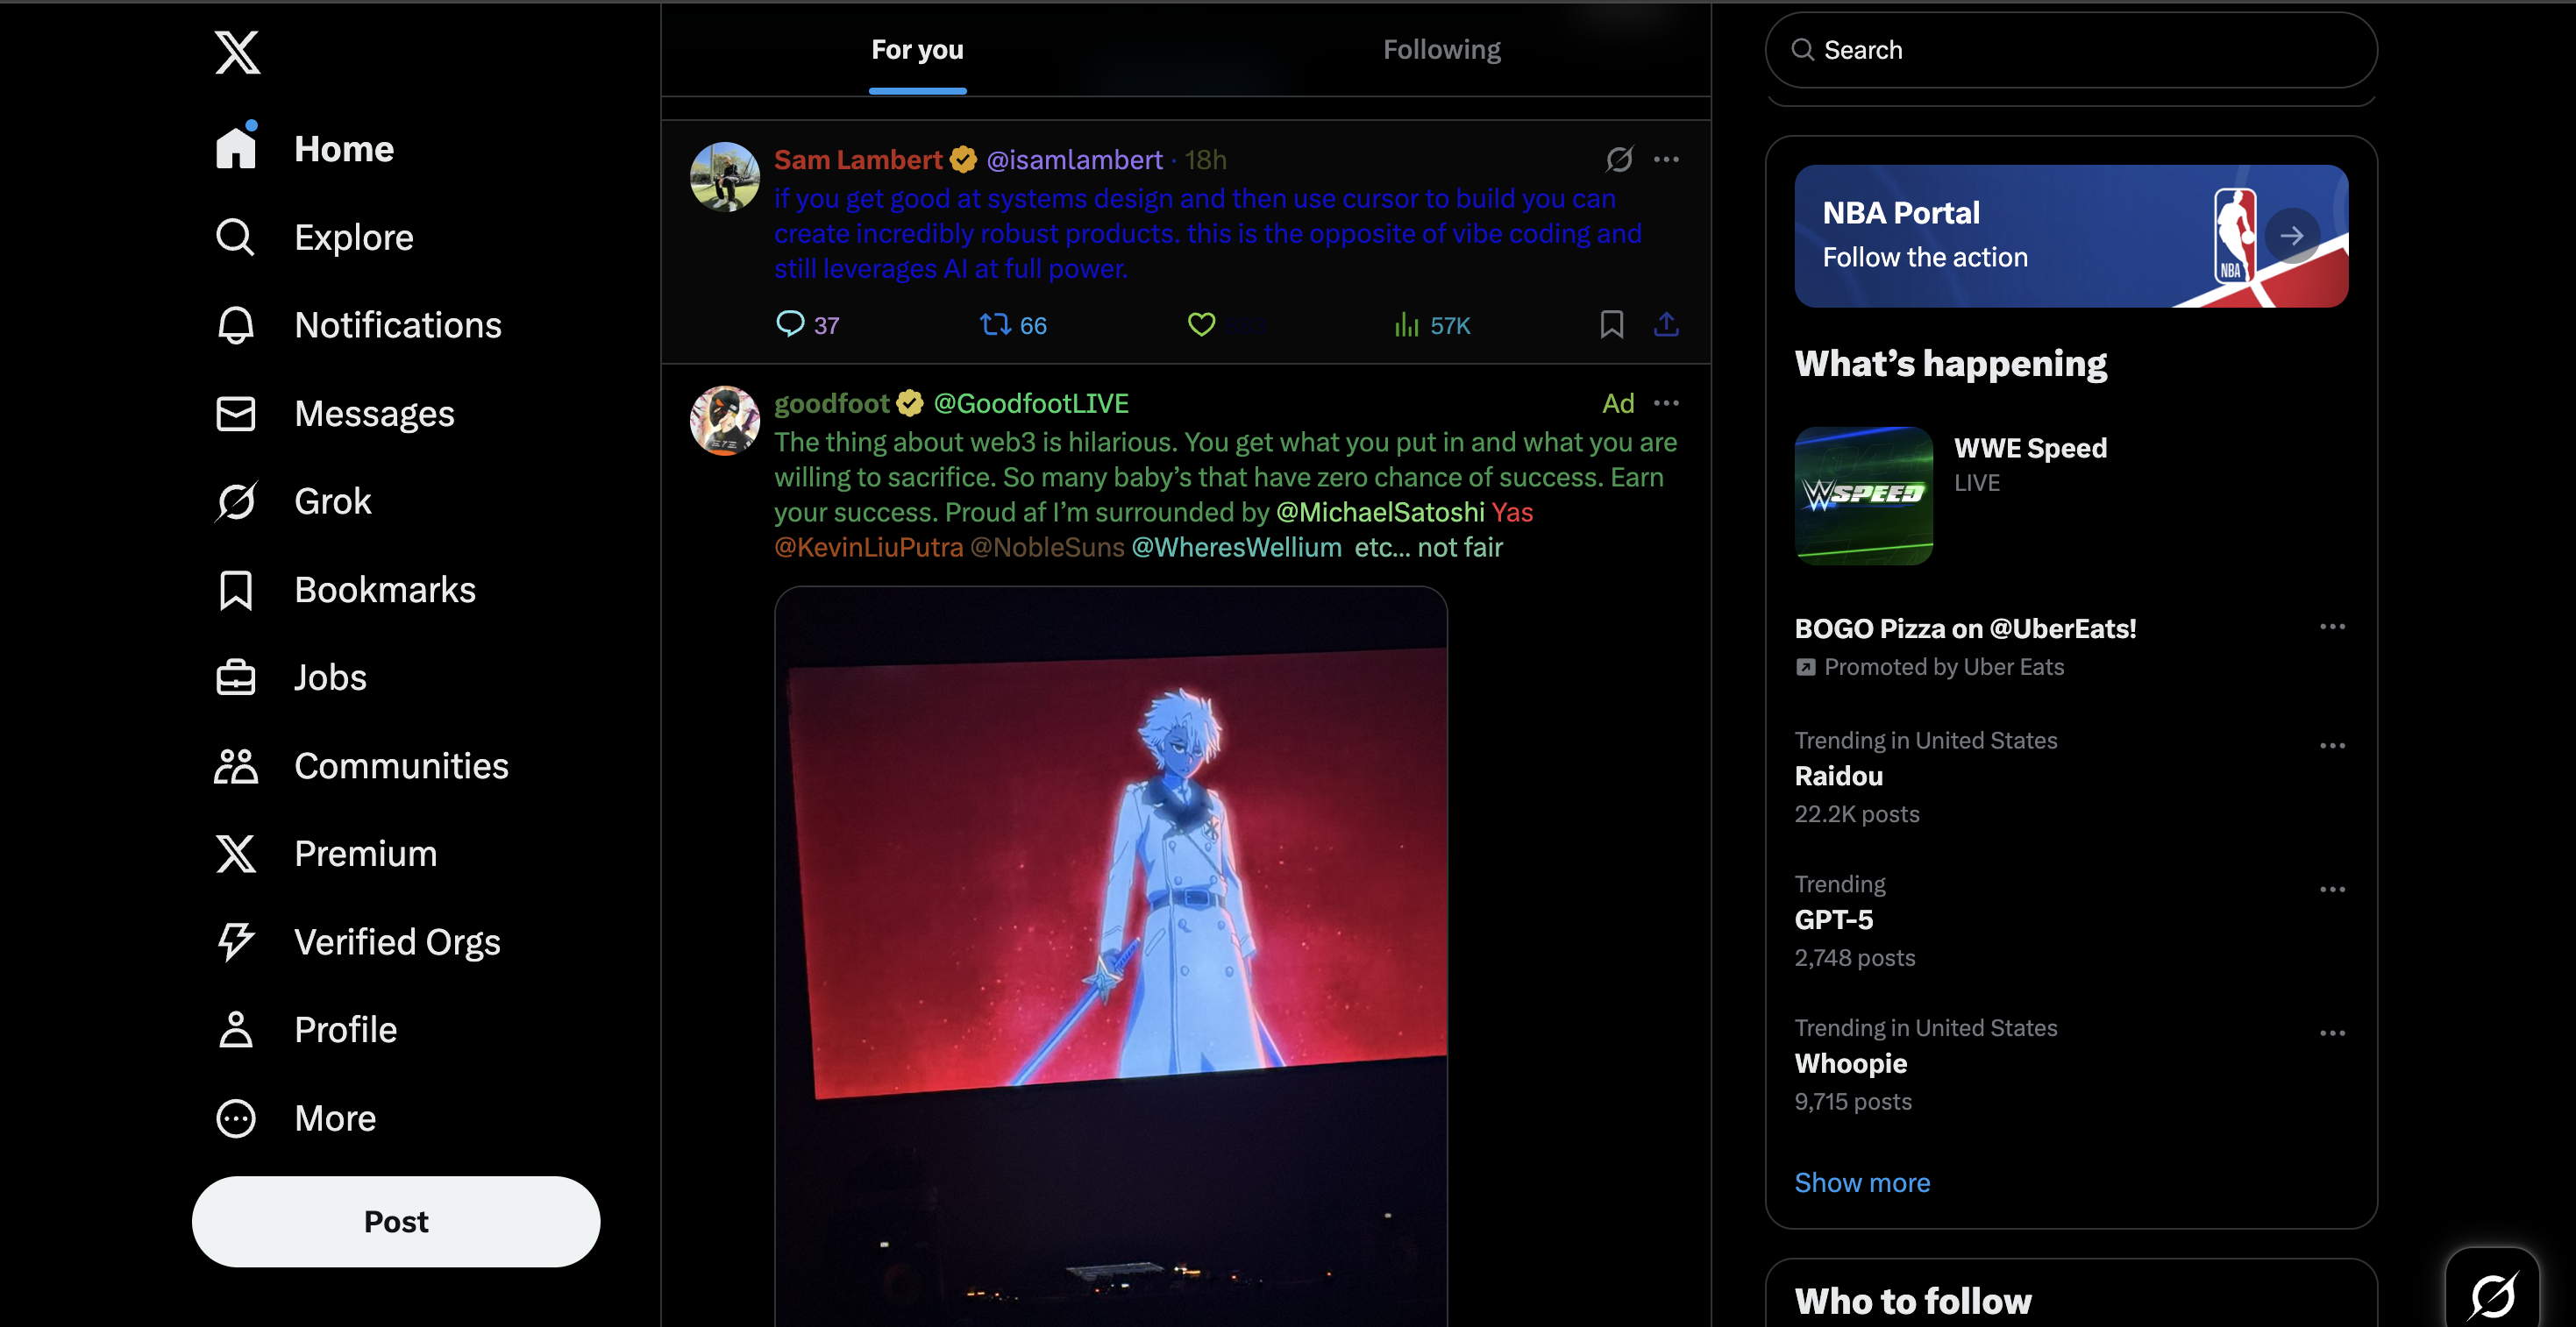 Home
Explore
Notifications
Messages
Grok
Bookmarks
Jobs
Communities
Premium
Verified Orgs
Profile
More
Post
For you
Following
Sam Lambert @isamlambert · 18h
if you get good at systems design and then use cursor to build you can
create incredibly robust products. this is the opposite of vibe coding and
still leverages AI at full power.
37 66 57K
goodfoot @GoodfootLIVE Ad
The thing about web3 is hilarious. You get what you put in and what you are
willing to sacrifice. So many baby’s that have zero chance of success. Earn
your success. Proud af I’m surrounded by @MichaelSatoshi Yas
@KevinLiuPutra @NobleSuns @WheresWellium etc... not fair
Search
NBA Portal
Follow the action
NBA
What’s happening
W SPEED
WWE Speed
LIVE
BOGO Pizza on @UberEats!
Promoted by Uber Eats
Trending in United States
Raidou
22.2K posts
Trending
GPT-5
2,748 posts
Trending in United States
Whoopie
9,715 posts
Show more
Who to follow